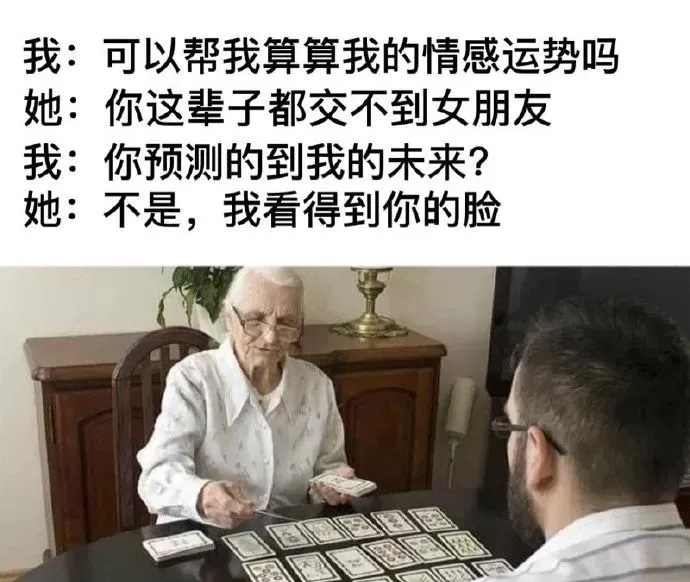 我：可以帮我算算我的情感运势吗
她：你这辈子都交不到女朋友
我：你预测的到我的未来？
她：不是，我看得到你的脸